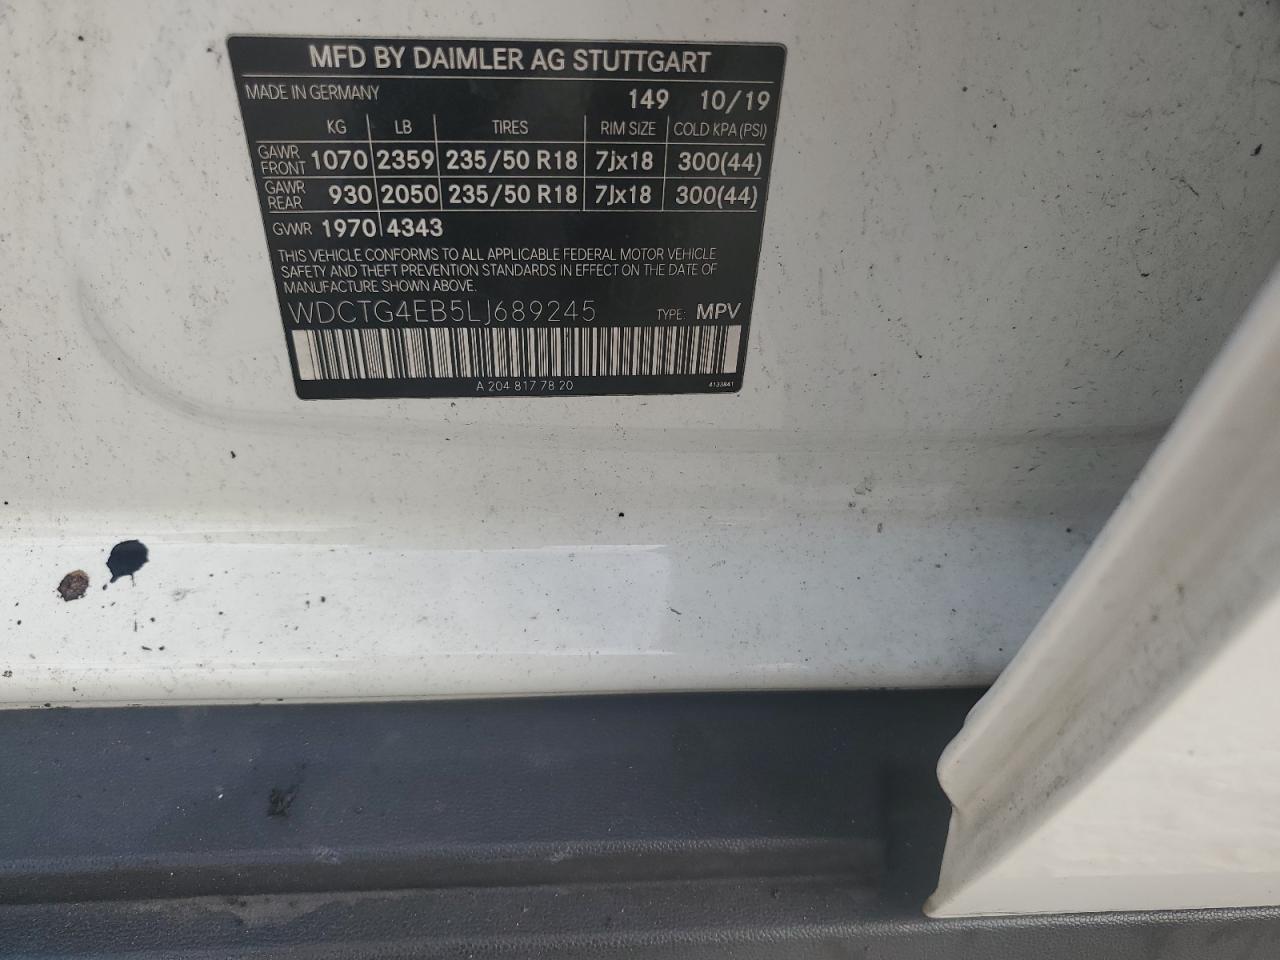 MFD BY DAIMLER AG STUTTGART
MADE IN GERMANY 149 10/19
KG LB TIRES RIM SIZE COLD KPA (PSI)
GAWR FRONT 1070 2359 235/50 R18 7Jx18 300(44)
GAWR REAR 930 2050 235/50 R18 7Jx18 300(44)
GVWR 1970 4343
THIS VEHICLE CONFORMS TO ALL APPLICABLE FEDERAL MOTOR VEHICLE
SAFETY AND THEFT PREVENTION STANDARDS IN EFFECT ON THE DATE OF
MANUFACTURE SHOWN ABOVE.
WDCTG4EB5LJ689245 TYPE: MPV
A 204 817 78 20 4133841